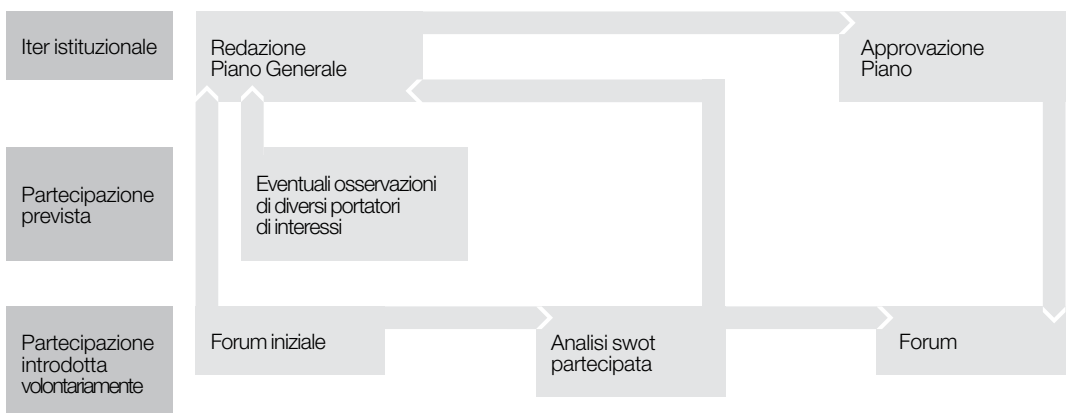 Iter istituzionale
Redazione
Piano Generale
Approvazione
Piano
Partecipazione
prevista
Eventuali osservazioni
di diversi portatori
di interessi
Partecipazione
introdotta
volontariamente
Forum iniziale
Analisi swot
partecipata
Forum